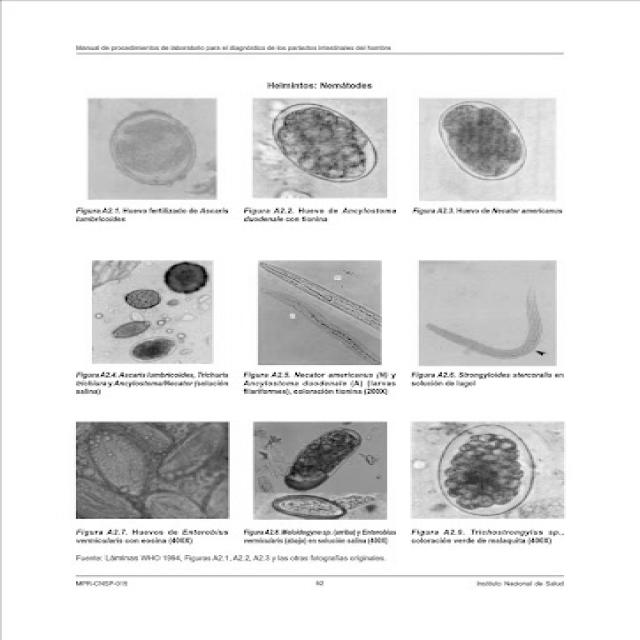 Manual de procedimientos de laboratorio para el diagnóstico de los parásitos intestinales del hombre
Helmintos: Nemátodes
Figura A2.1. Huevo fertilizado de Ascaris
lumbricoides
Figura A2.2. Huevo de Ancylostoma
duodenale con tionina
Figura A2.3. Huevo de Necator americanus
Figura A2.4. Ascaris lumbricoides, Trichuris
trichiura y Ancylostoma/Necator (solución
salina)
Figura A2.5. Necator americanus (N) y
Ancylostoma duodenale (A) (larvas
filariformes), coloración tionina (200X)
Figura A2.6. Strongyloides stercoralis en
solución de lugol
Figura A2.7. Huevos de Enterobius
vermicularis con eosina (400X)
Figura A2.8. Meloidogyne sp. (arriba) y Enterobius
vermicularis (abajo) en solución salina (400X)
Figura A2.9. Trichostrongylus sp.,
coloración verde de malaquita (400X)
Fuente: Láminas WHO 1994, Figuras A2.1, A2.2, A2.3 y las otras fotografías originales.
MPR-CNSP-019
62
Instituto Nacional de Salud